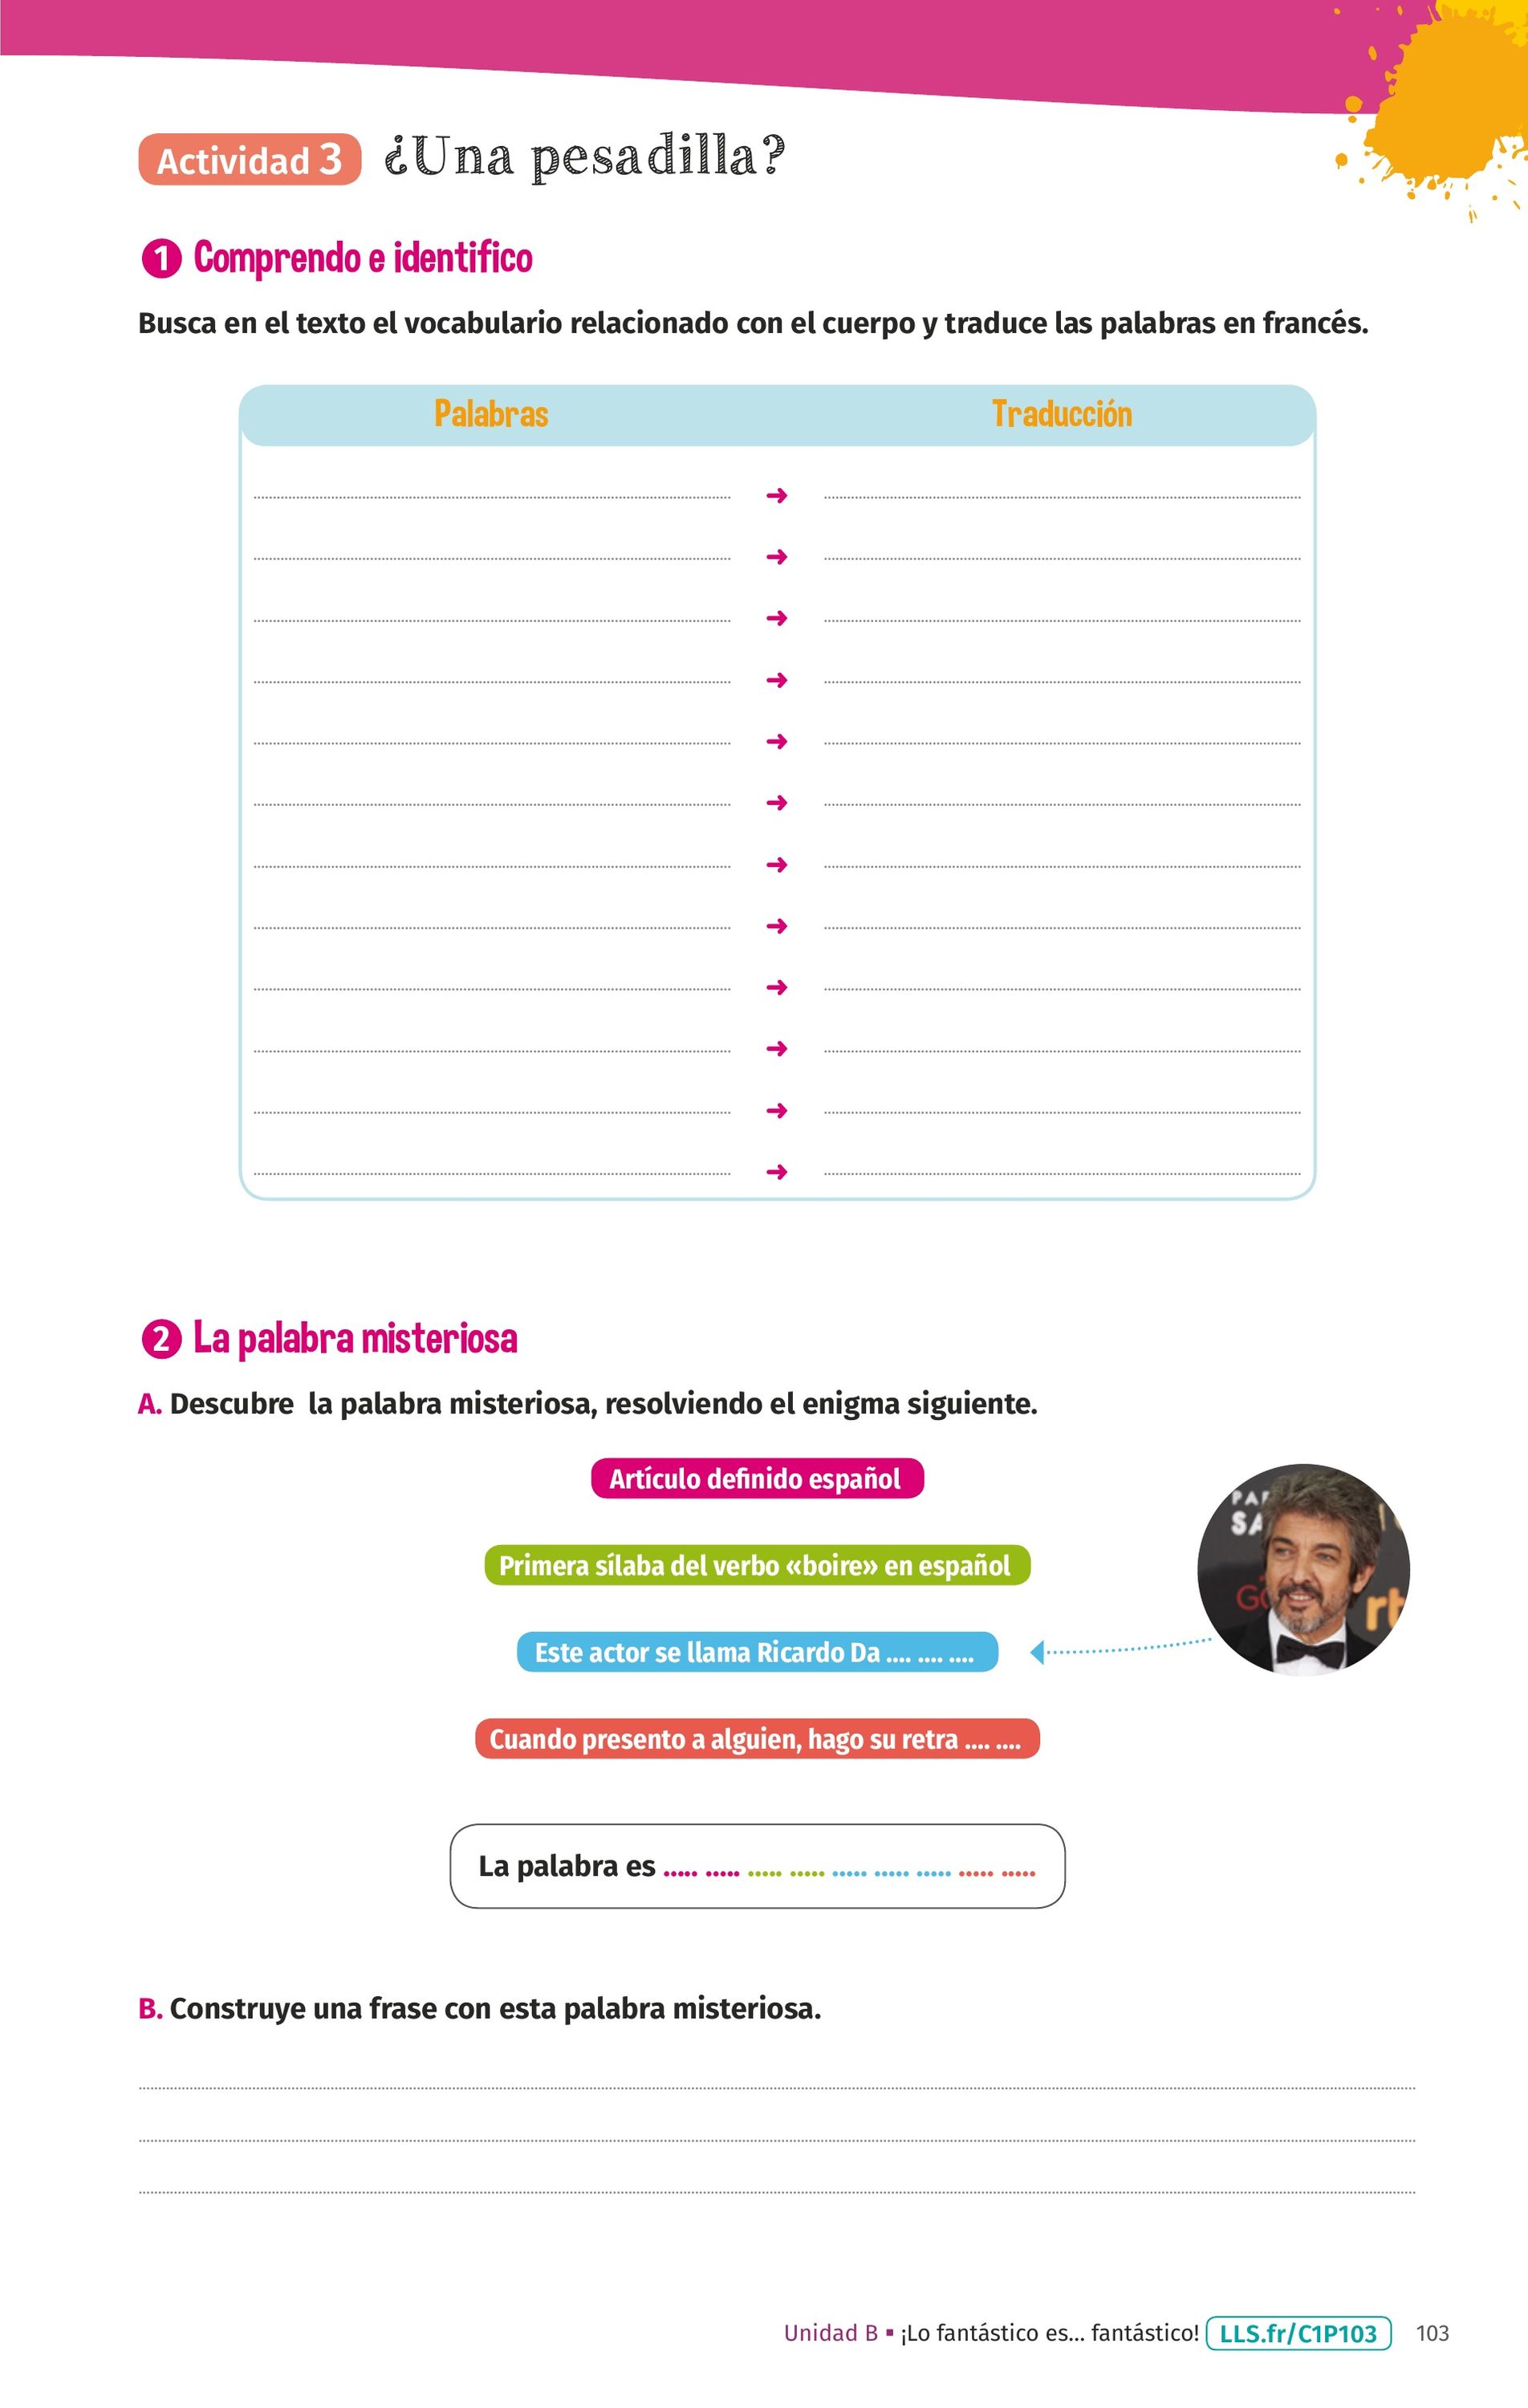 Actividad 3 ¿Una pesadilla?
1 Comprendo e identifico
Busca en el texto el vocabulario relacionado con el cuerpo y traduce las palabras en francés.
Palabras Traducción
2 La palabra misteriosa
A. Descubre la palabra misteriosa, resolviendo el enigma siguiente.
Artículo definido español
Primera sílaba del verbo «boire» en español
Este actor se llama Ricardo Da .... .... ....
Cuando presento a alguien, hago su retra .... ....
La palabra es ..... ..... ..... ..... ..... ..... ..... ..... .....
B. Construye una frase con esta palabra misteriosa.
Unidad B ▪ ¡Lo fantástico es... fantástico! LLS.fr/C1P103 103